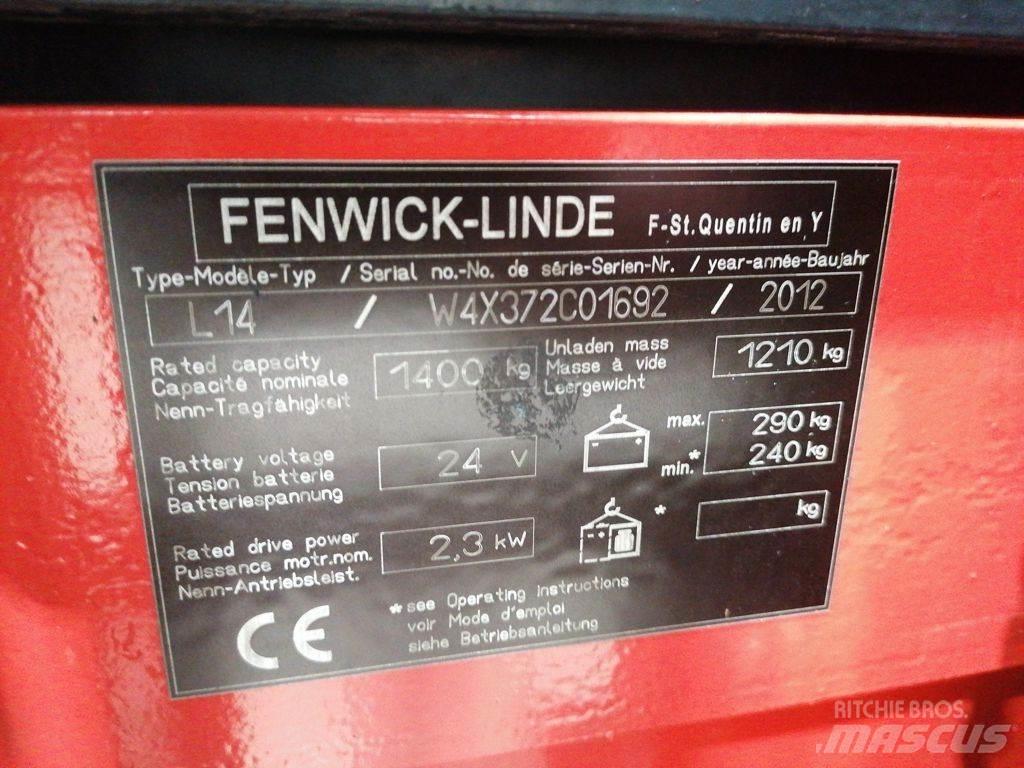 FENWICK-LINDE F-St.Quentin en Y
Type-Modèle-Typ / Serial no.-No. de série-Serien-Nr. / year-année-Baujahr
L14 / W4X372C01692 / 2012
Rated capacity
Capacité nominale
Nenn-Tragfähigkeit
1400 kg
Unladen mass
Masse à vide
Leergewicht
1210 kg
Battery voltage
Tension batterie
Batteriespannung
24 V
max. 290 kg
min.* 240 kg
Rated drive power
Puissance motr.nom.
Nenn-Antriebsleist.
2,3 kW
* kg
CE
* see Operating instructions
voir Mode d'emploi
siehe Betriebsanleitung
RITCHIE BROS.
MASCUS